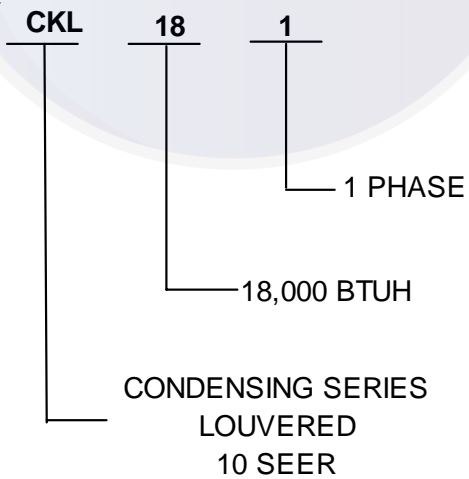 CKL 18 1
1 PHASE
18,000 BTUH
CONDENSING SERIES
LOUVERED
10 SEER